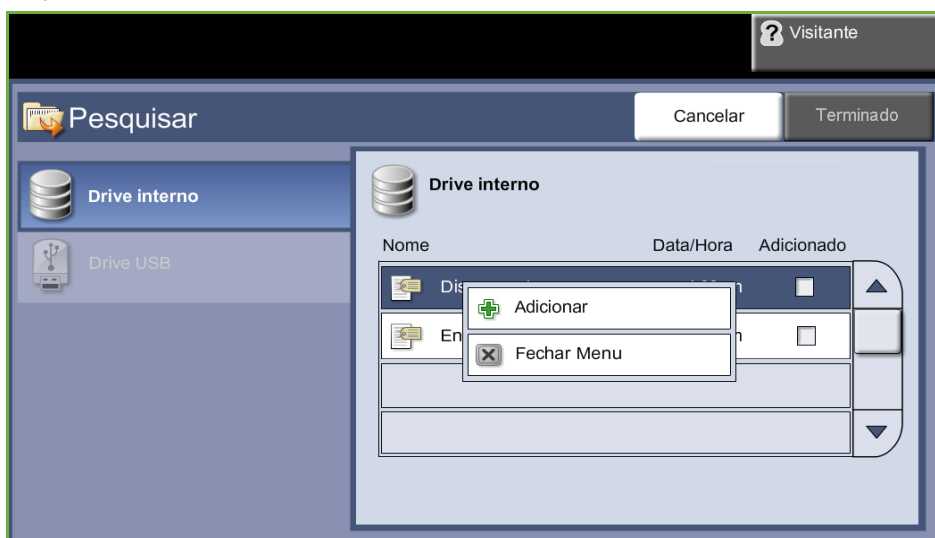 Visitante
Pesquisar
Cancelar
Terminado
Drive interno
Drive USB
Drive interno
Nome Data/Hora Adicionado
Adicionar
Fechar Menu